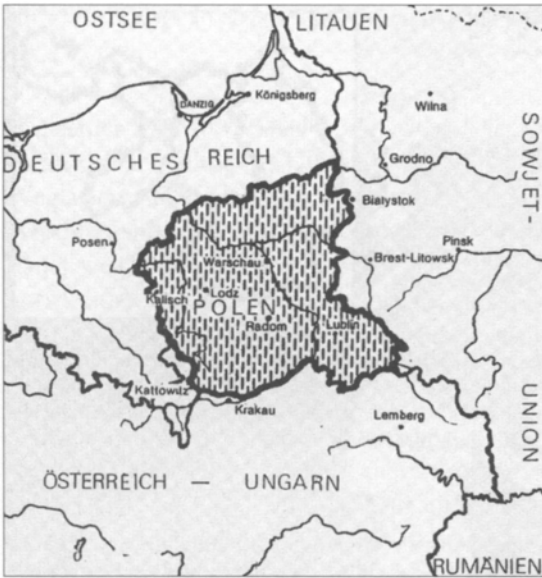 OSTSEE
LITAUEN
DANZIG
Königsberg
Wilna
DEUTSCHES REICH
Grodno
SOWJET-
Bialystok
Posen
Pinsk
Warschau
Brest-Litowsk
Kalisch
Lodz
POLEN
Radom
Lublin
Kattowitz
Krakau
Lemberg
UNION
ÖSTERREICH — UNGARN
RUMÄNIEN